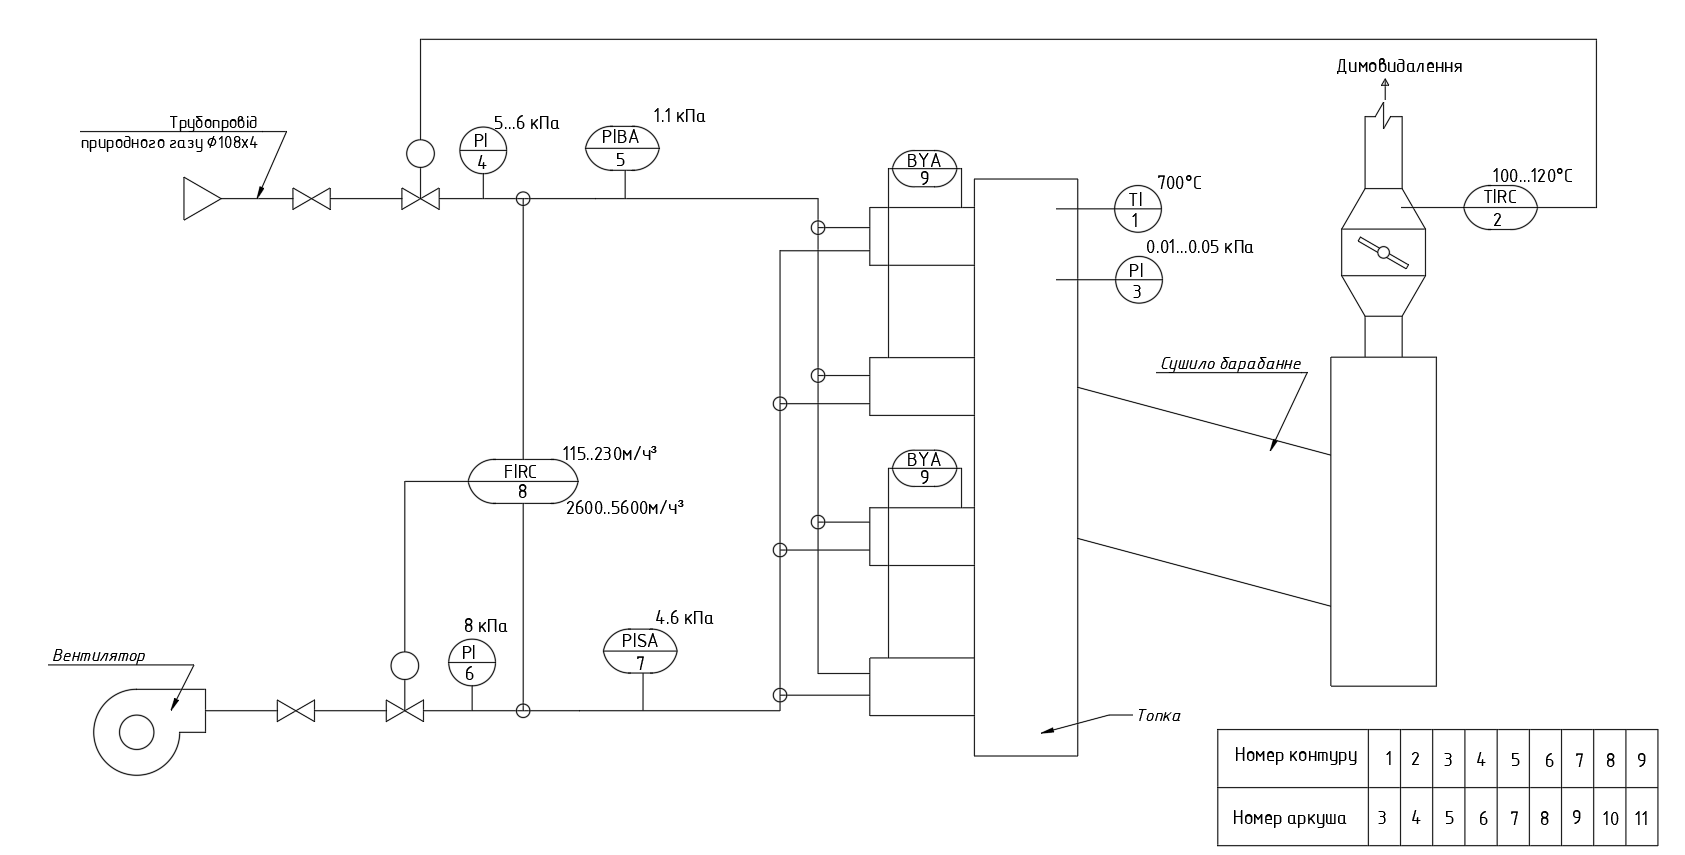 Димовидалення
Трубопровід
природного газу Ø108х4
5...6 кПа
PI
4
1.1 кПа
PIBA
5
BYA
9
700°C
TI
1
100...120°C
TIRC
2
0.01...0.05 кПа
PI
3
Сушило барабанне
115..230м/ч³
FIRC
8
2600..5600м/ч³
BYA
9
8 кПа
PI
6
4.6 кПа
PISA
7
Вентилятор
Топка
Номер контуру 1 2 3 4 5 6 7 8 9
Номер аркуша 3 4 5 6 7 8 9 10 11